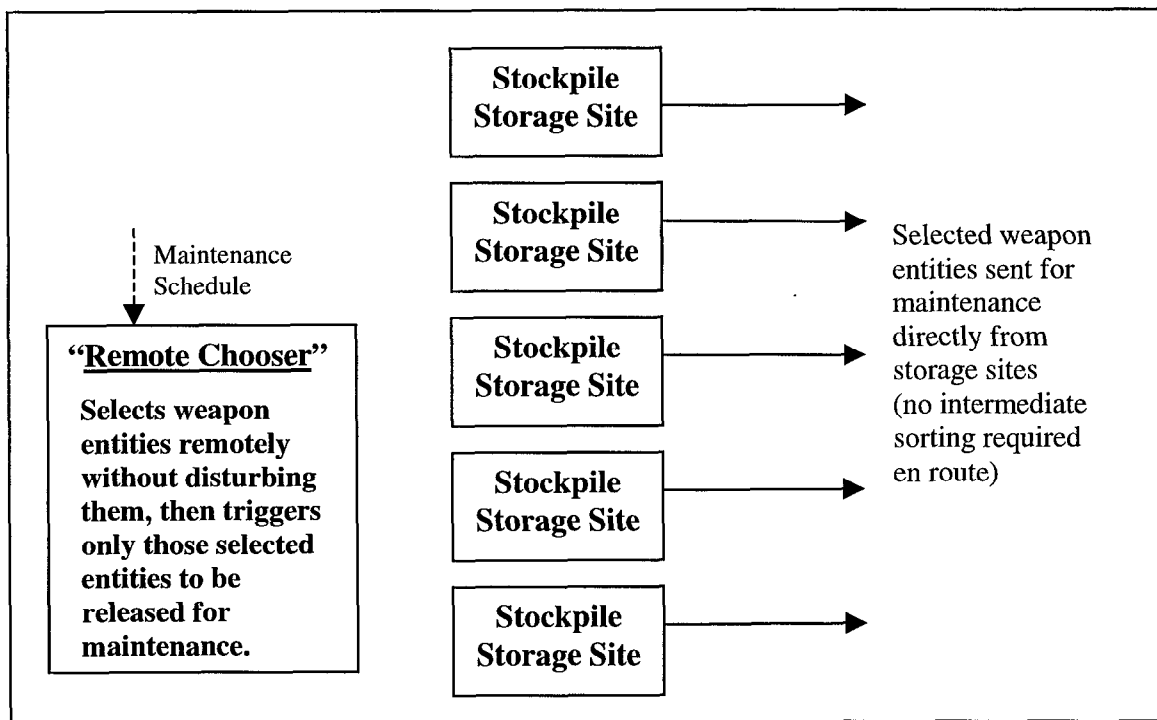 Stockpile
Storage Site
Stockpile
Storage Site
Maintenance
Schedule
“Remote Chooser”
Selects weapon
entities remotely
without disturbing
them, then triggers
only those selected
entities to be
released for
maintenance.
Stockpile
Storage Site
Stockpile
Storage Site
Stockpile
Storage Site
Selected weapon
entities sent for
maintenance
directly from
storage sites
(no intermediate
sorting required
en route)